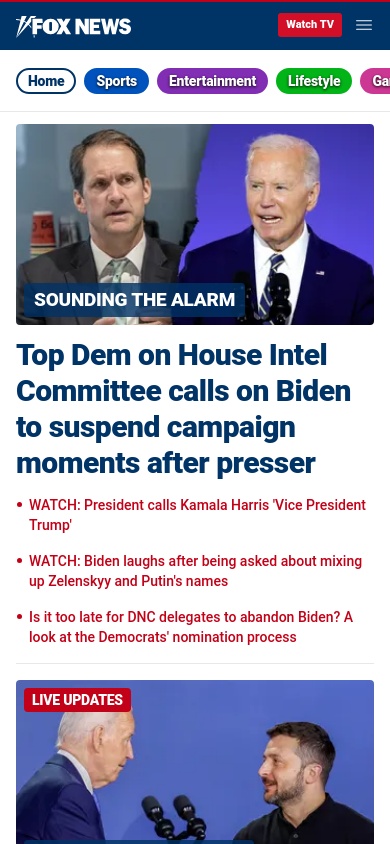 FOX NEWS
Watch TV
Home Sports Entertainment Lifestyle Ga
SOUNDING THE ALARM
Top Dem on House Intel
Committee calls on Biden
to suspend campaign
moments after presser
• WATCH: President calls Kamala Harris 'Vice President
Trump'
• WATCH: Biden laughs after being asked about mixing
up Zelenskyy and Putin's names
• Is it too late for DNC delegates to abandon Biden? A
look at the Democrats' nomination process
LIVE UPDATES